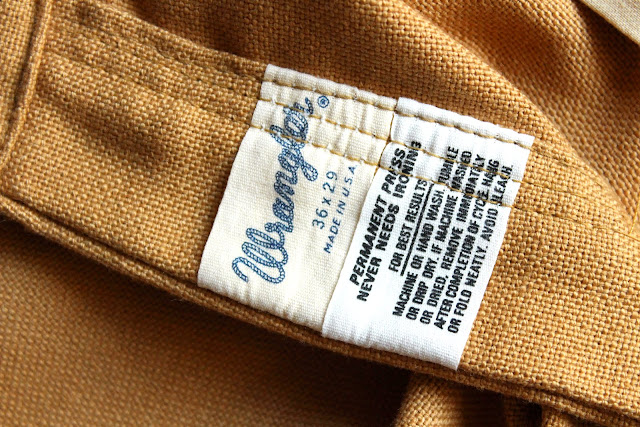 Wrangler®
36 x 29
MADE IN U.S.A.
PERMANENT PRESS
NEVER NEEDS IRONING
FOR BEST RESULTS
MACHINE OR HAND WASH. TUMBLE
OR DRIP DRY. IF MACHINE WASHED
OR DRIED, REMOVE IMMEDIATELY
AFTER COMPLETION OF CYCLE. HANG
OR FOLD NEATLY. AVOID BLEACH.